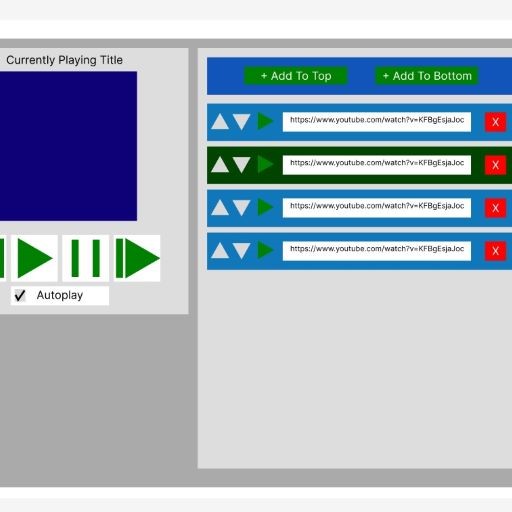 Currently Playing Title
+ Add To Top
+ Add To Bottom
https://www.youtube.com/watch?v=KFBgEsjaJoc
X
https://www.youtube.com/watch?v=KFBgEsjaJoc
X
https://www.youtube.com/watch?v=KFBgEsjaJoc
X
https://www.youtube.com/watch?v=KFBgEsjaJoc
X
Autoplay